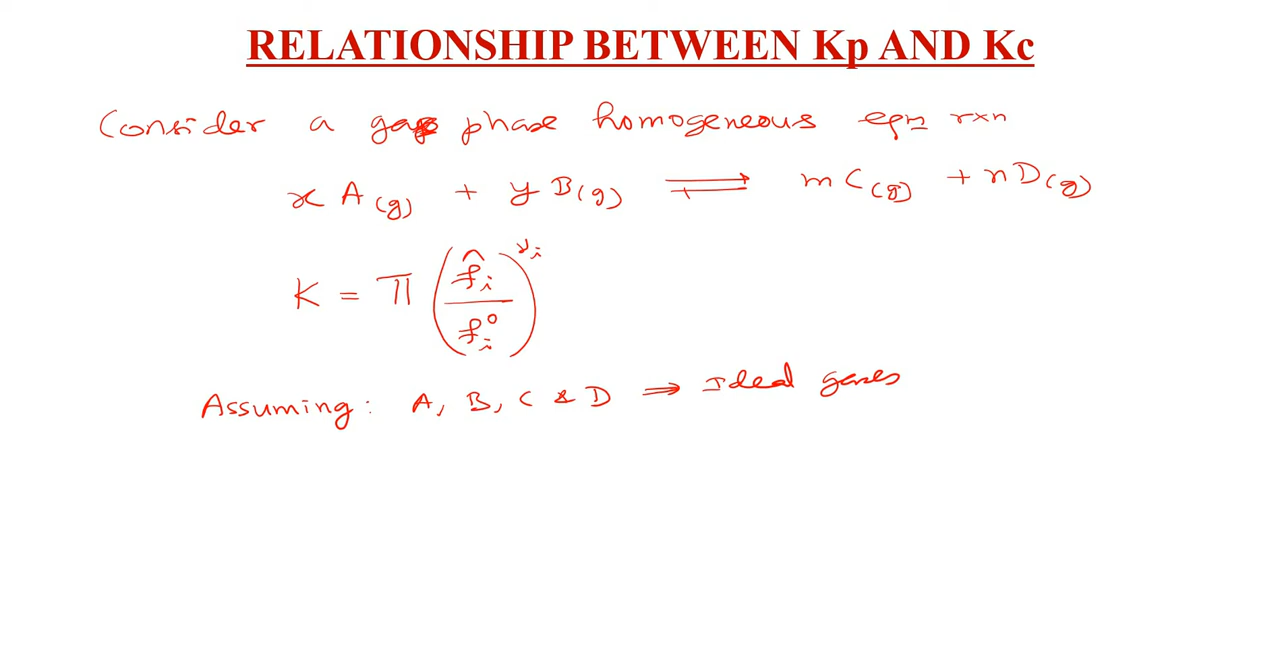 RELATIONSHIP BETWEEN Kp AND Kc
Consider a gas phase homogeneous eqm rxn
x A(g) + y B(g) ⇌ m C(g) + n D(g)
K = π (f̂i / fi°)^νi
Assuming: A, B, C & D ⇒ Ideal gases